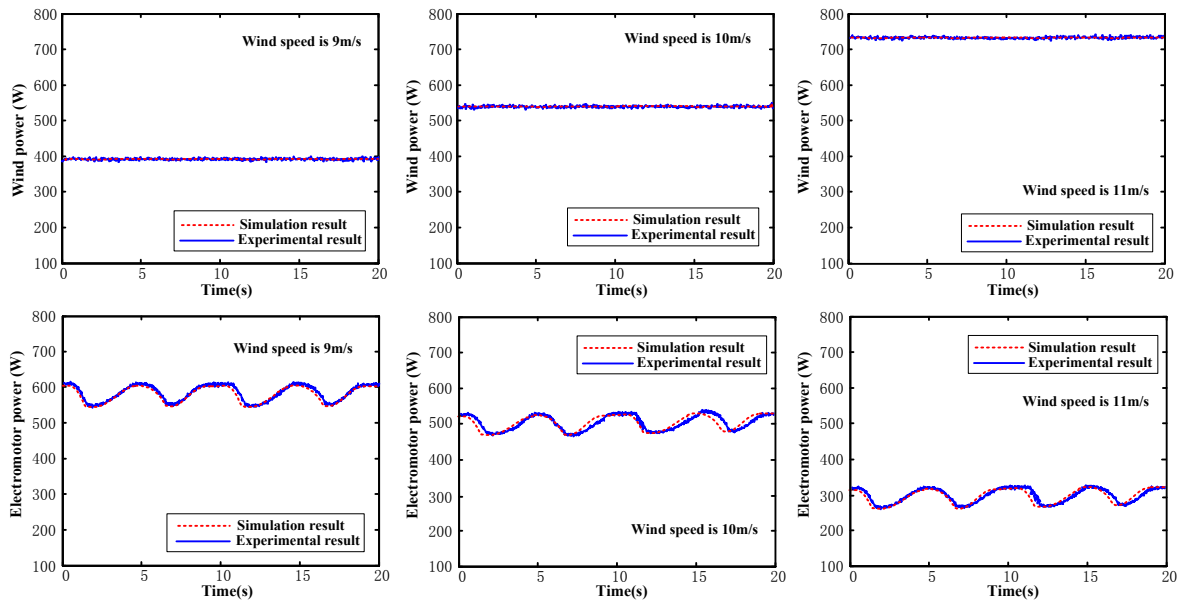 800
700
600
500
400
300
200
100
Wind power (W)
Wind speed is 9m/s
Simulation result
Experimental result
0 5 10 15 20
Time(s)
800
700
600
500
400
300
200
100
Wind power (W)
Wind speed is 10m/s
Simulation result
Experimental result
0 5 10 15 20
Time(s)
800
700
600
500
400
300
200
100
Wind power (W)
Wind speed is 11m/s
Simulation result
Experimental result
0 5 10 15 20
Time(s)
800
700
600
500
400
300
200
100
Electromotor power (W)
Wind speed is 9m/s
Simulation result
Experimental result
0 5 10 15 20
Time(s)
800
700
600
500
400
300
200
100
Electromotor power (W)
Simulation result
Experimental result
Wind speed is 10m/s
0 5 10 15 20
Time(s)
800
700
600
500
400
300
200
100
Electromotor power (W)
Simulation result
Experimental result
Wind speed is 11m/s
0 5 10 15 20
Time(s)